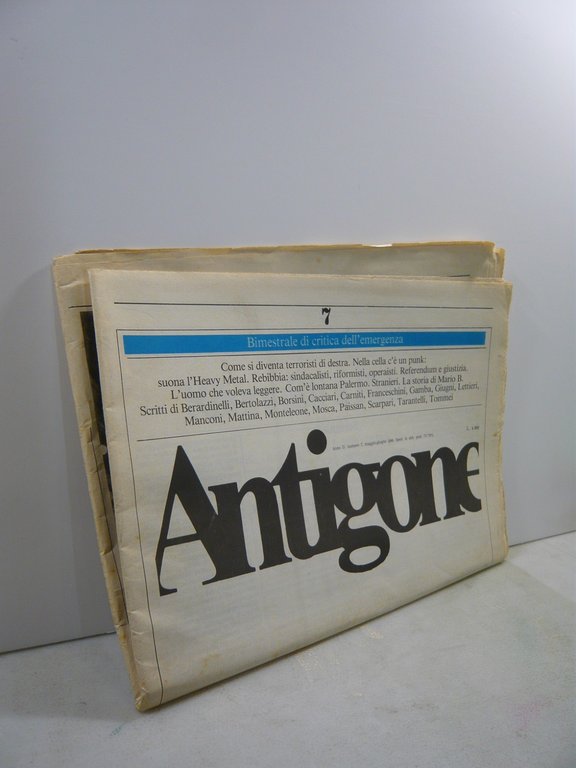 7
Bimestrale di critica dell'emergenza
Come si diventa terroristi di destra. Nella cella c'è un punk:
suona l'Heavy Metal. Rebibbia: sindacalisti, riformisti, operaisti. Referendum e giustizia.
L'uomo che voleva leggere. Com'è lontana Palermo. Stranieri. La storia di Mario B.
Scritti di Berardinelli, Bertolazzi, Borsini, Cacciari, Carniti, Franceschini, Gamba, Giugni, Lettieri,
Manconi, Mattina, Monteleone, Mosca, Paissan, Scarpari, Tarantelli, Tommei
Antigone